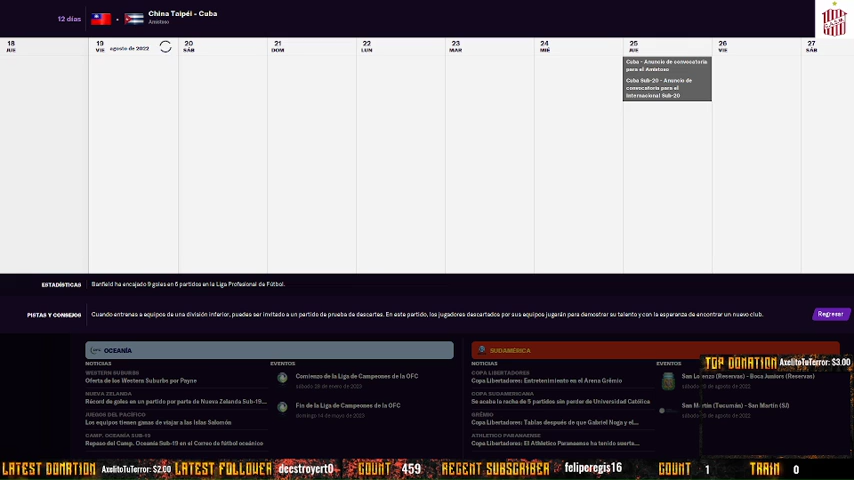 12 días
China Taipéi - Cuba
Amistoso
18
JUE
19
VIE
agosto de 2022
20
SÁB
21
DOM
22
LUN
23
MAR
24
MIÉ
25
JUE
26
VIE
27
SÁB
Cuba - Anuncio de convocatoria
para el Amistoso
Cuba Sub-20 - Anuncio de
convocatoria para el
Internacional Sub-20
ESTADÍSTICAS
Banfield ha encajado 9 goles en 6 partidos en la Liga Profesional de Fútbol.
PISTAS Y CONSEJOS
Cuando entrenas a equipos de una división inferior, puedes ser invitado a un partido de prueba de descartes. En este partido, los jugadores descartados por sus equipos jugarán para demostrar su talento y con la esperanza de encontrar un nuevo club.
Regresar
OCEANÍA
NOTICIAS
WESTERN SUBURBS
Oferta de los Western Suburbs por Payne
NUEVA ZELANDA
Récord de goles en un partido por parte de Nueva Zelanda Sub-19...
JUEGOS DEL PACÍFICO
Los equipos tienen ganas de viajar a las Islas Salomón
CAMP. OCEANÍA SUB-19
Repaso del Camp. Oceanía Sub-19 en el Correo de fútbol oceánico
EVENTOS
Comienzo de la Liga de Campeones de la OFC
Fin de la Liga de Campeones de la OFC
domingo 14 de mayo de 2023
SUDAMÉRICA
NOTICIAS
COPA LIBERTADORES
Copa Libertadores: Entretenimiento en el Arena Grêmio
COPA SUDAMERICANA
Se acaba la racha de 5 partidos sin perder de Universidad Católica
GRÊMIO
Copa Libertadores: Tablas después de que Gabriel Noga y el...
ATHLETICO PARANAENSE
Copa Libertadores: El Athletico Paranaense ha tenido suerte...
EVENTOS
San Lorenzo (Reservas) - Boca Juniors (Reservas)
San Martín (Tucumán) - San Martín (SJ)
TOP DONATION
AxelitoTuTerror: $3.00
LATEST DONATION
AxelitoTuTerror: $2.00
LATEST FOLLOWER
deestroyert0
COUNT
459
RECENT SUBSCRIBER
feliperegis16
COUNT
1
TRAIN
0